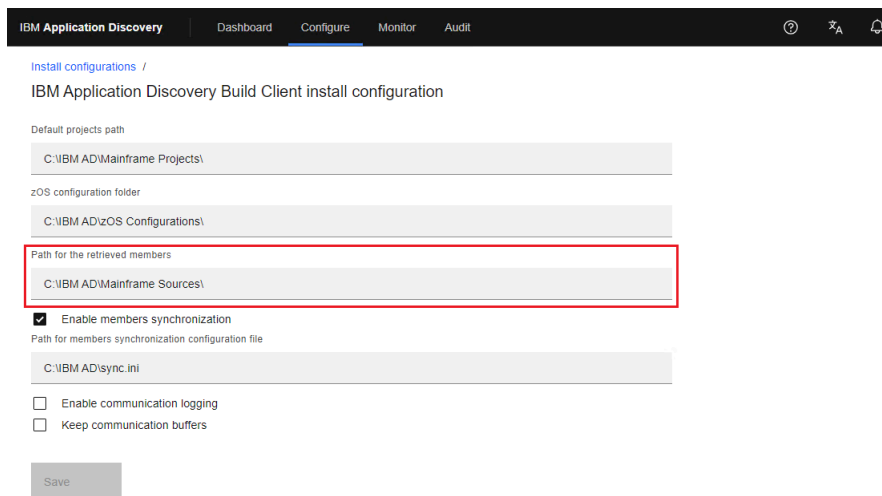 IBM Application Discovery Dashboard Configure Monitor Audit
Install configurations /
IBM Application Discovery Build Client install configuration
Default projects path
C:\IBM AD\Mainframe Projects\
zOS configuration folder
C:\IBM AD\zOS Configurations\
Path for the retrieved members
C:\IBM AD\Mainframe Sources\
Enable members synchronization
Path for members synchronization configuration file
C:\IBM AD\sync.ini
Enable communication logging
Keep communication buffers
Save